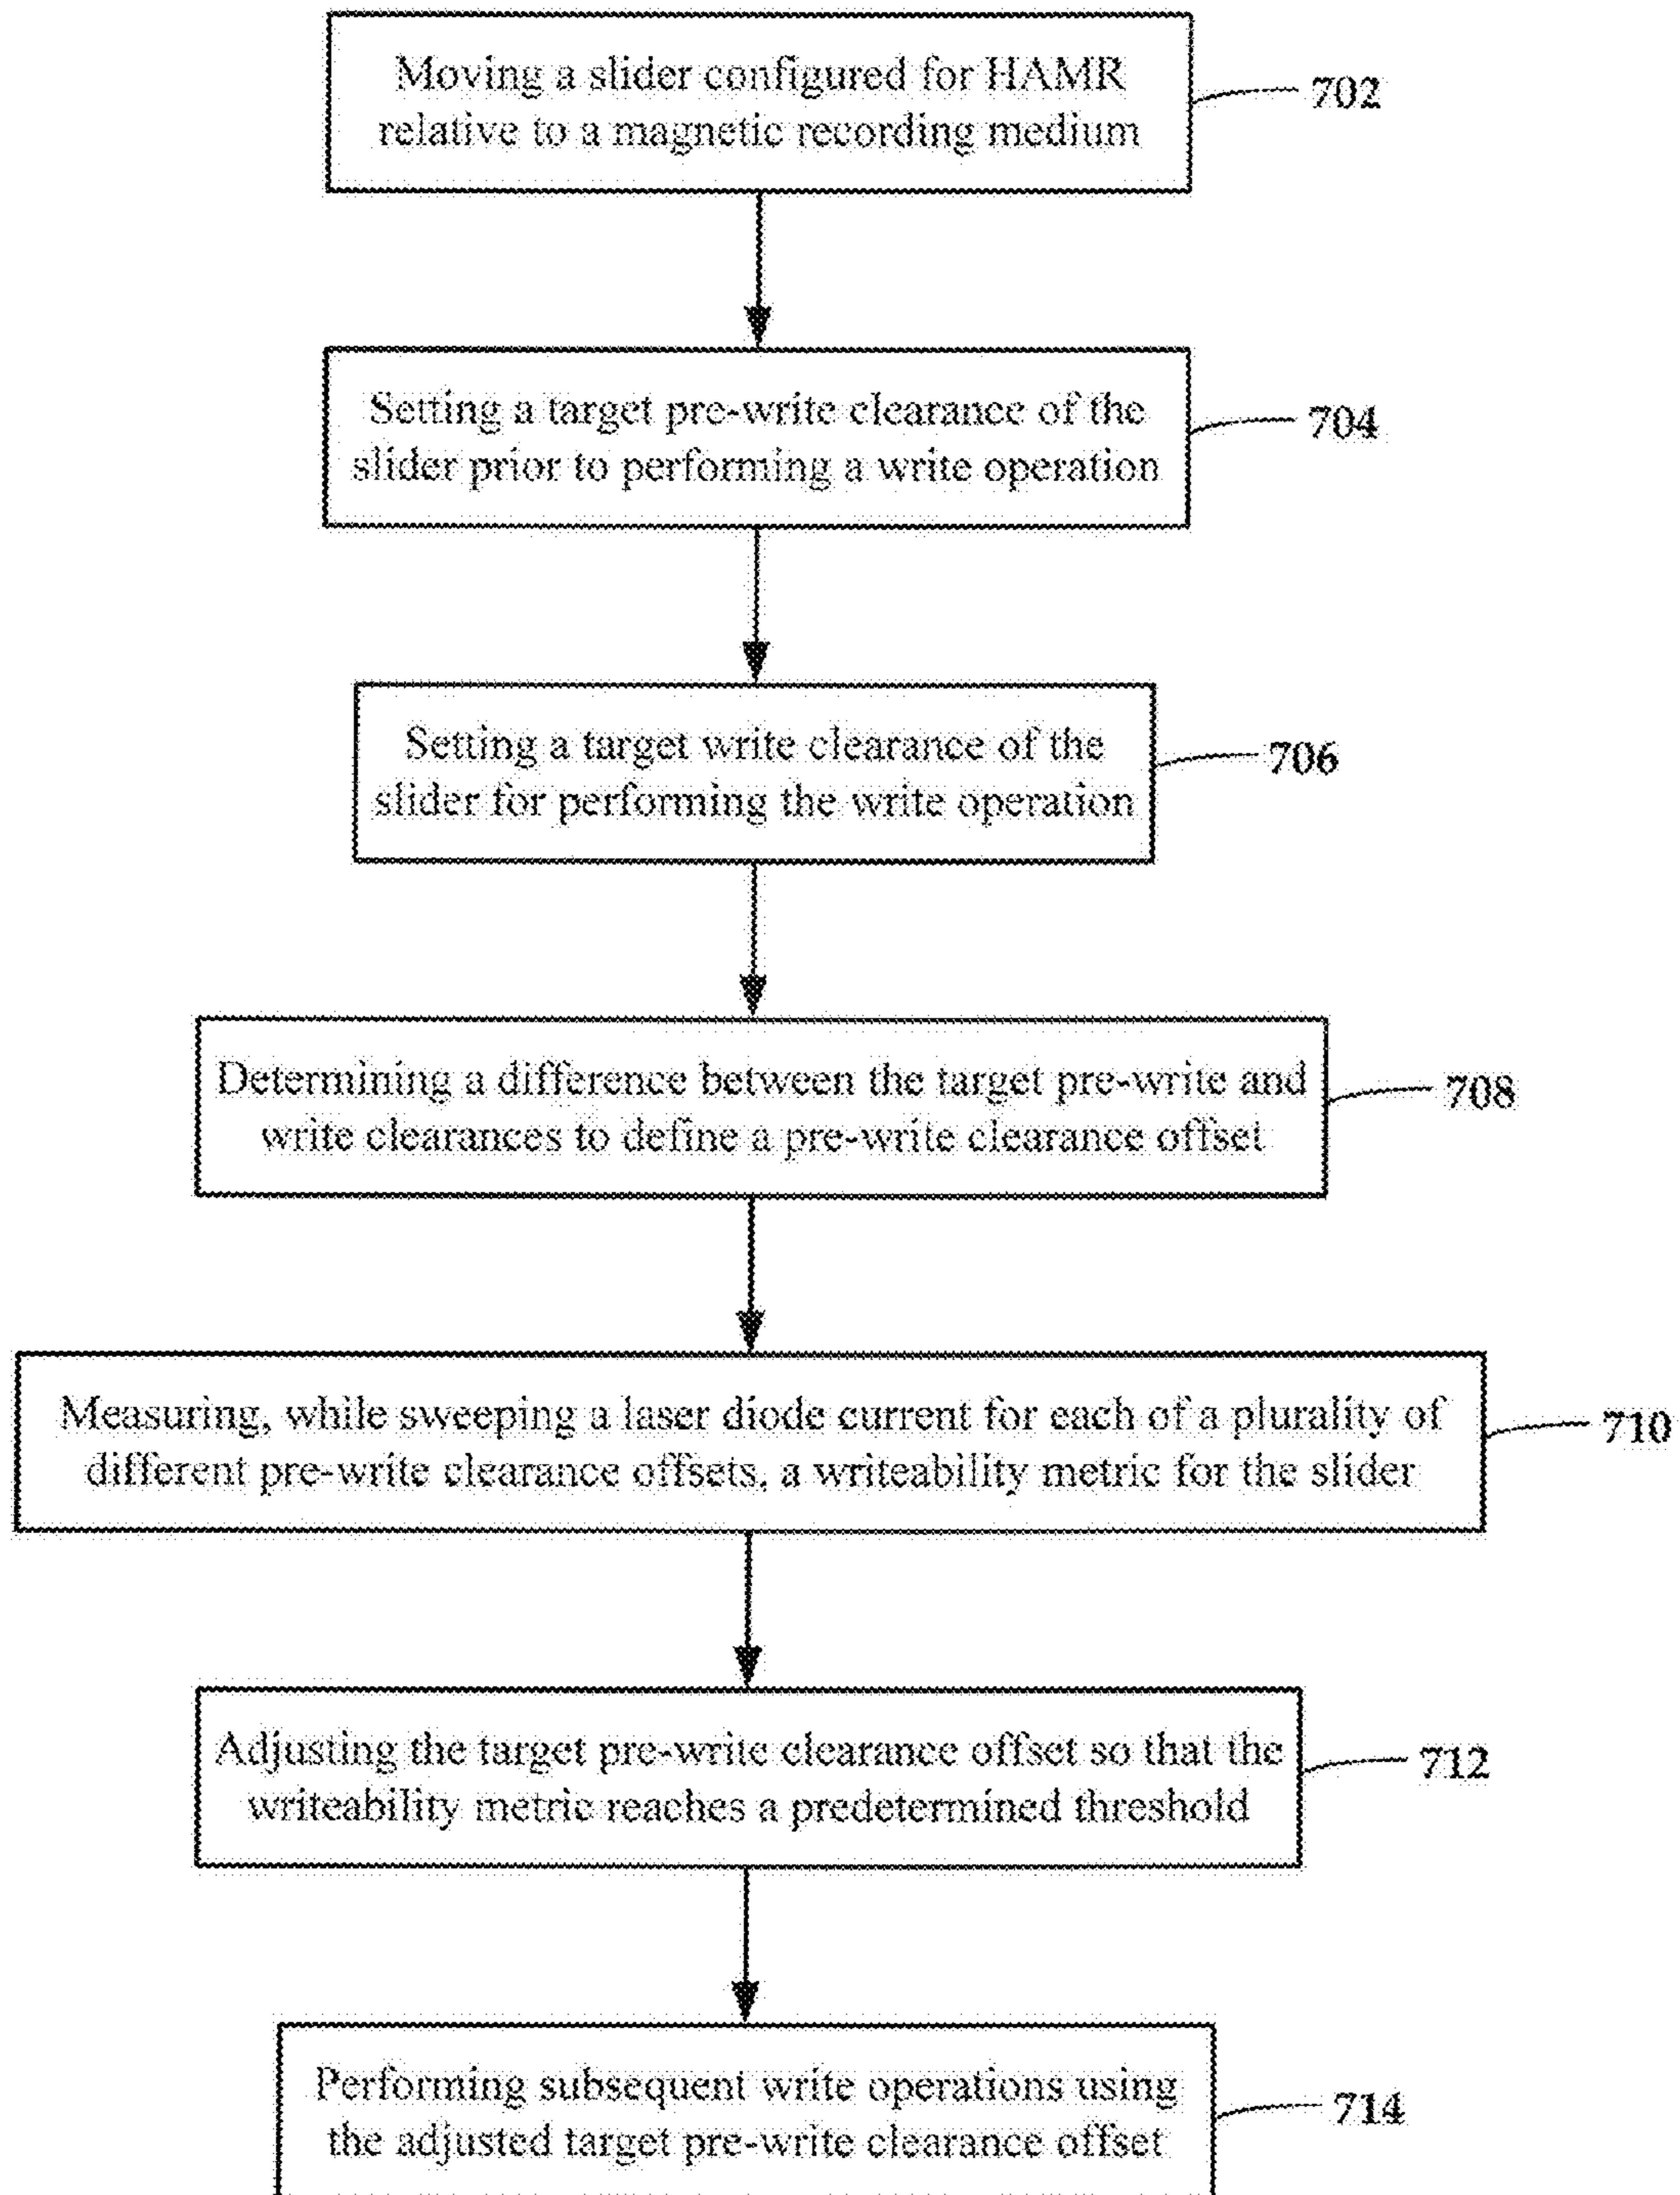 Moving a slider configured for HAMR
relative to a magnetic recording medium
702
Setting a target pre-write clearance of the
slider prior to performing a write operation
704
Setting a target write clearance of the
slider for performing the write operation
706
Determining a difference between the target pre-write and
write clearances to define a pre-write clearance offset
708
Measuring, while sweeping a laser diode current for each of a plurality of
different pre-write clearance offsets, a writeability metric for the slider
710
Adjusting the target pre-write clearance offset so that the
writeability metric reaches a predetermined threshold
712
Performing subsequent write operations using
the adjusted target pre-write clearance offset
714